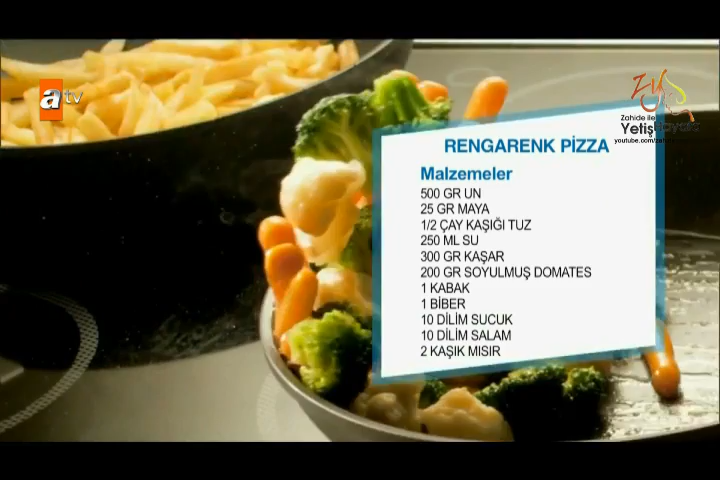 atv
Zahide ile
Yetiş
RENGARENK PİZZA
Malzemeler
500 GR UN
25 GR MAYA
1/2 ÇAY KAŞIĞI TUZ
250 ML SU
300 GR KAŞAR
200 GR SOYULMUŞ DOMATES
1 KABAK
1 BİBER
10 DİLİM SUCUK
10 DİLİM SALAM
2 KAŞIK MISIR